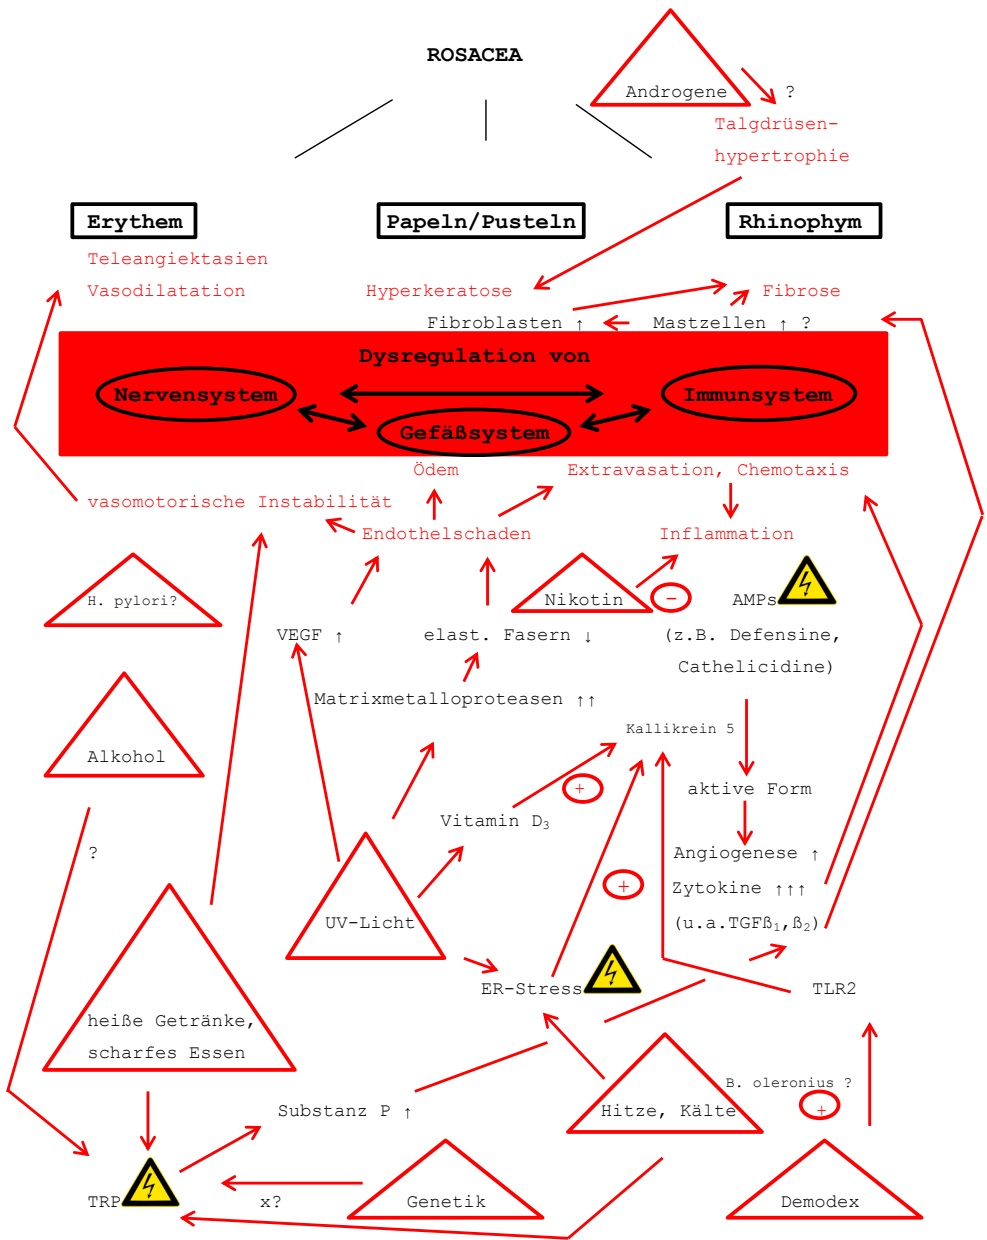 ROSACEA
Androgene
?
Talgdrüsen-
hypertrophie
Erythem
Papeln/Pusteln
Rhinophym
Teleangiektasien
Vasodilatation
Hyperkeratose
Fibrose
Fibroblasten ↑
Mastzellen ↑ ?
Dysregulation von
Nervensystem
Immunsystem
Gefäßsystem
Ödem
Extravasation, Chemotaxis
vasomotorische Instabilität
Endothelschaden
Inflammation
H. pylori?
Nikotin
−
AMPs
VEGF ↑
elast. Fasern ↓
(z.B. Defensine,
Cathelicidine)
Matrixmetalloproteasen ↑↑
Kallikrein 5
Alkohol
+
aktive Form
Vitamin D₃
?
Angiogenese ↑
+
Zytokine ↑↑↑
UV-Licht
(u.a.TGFß₁,ß₂)
ER-Stress
TLR2
heiße Getränke,
scharfes Essen
B. oleronius ?
Substanz P ↑
Hitze, Kälte
+
TRP
x?
Genetik
Demodex